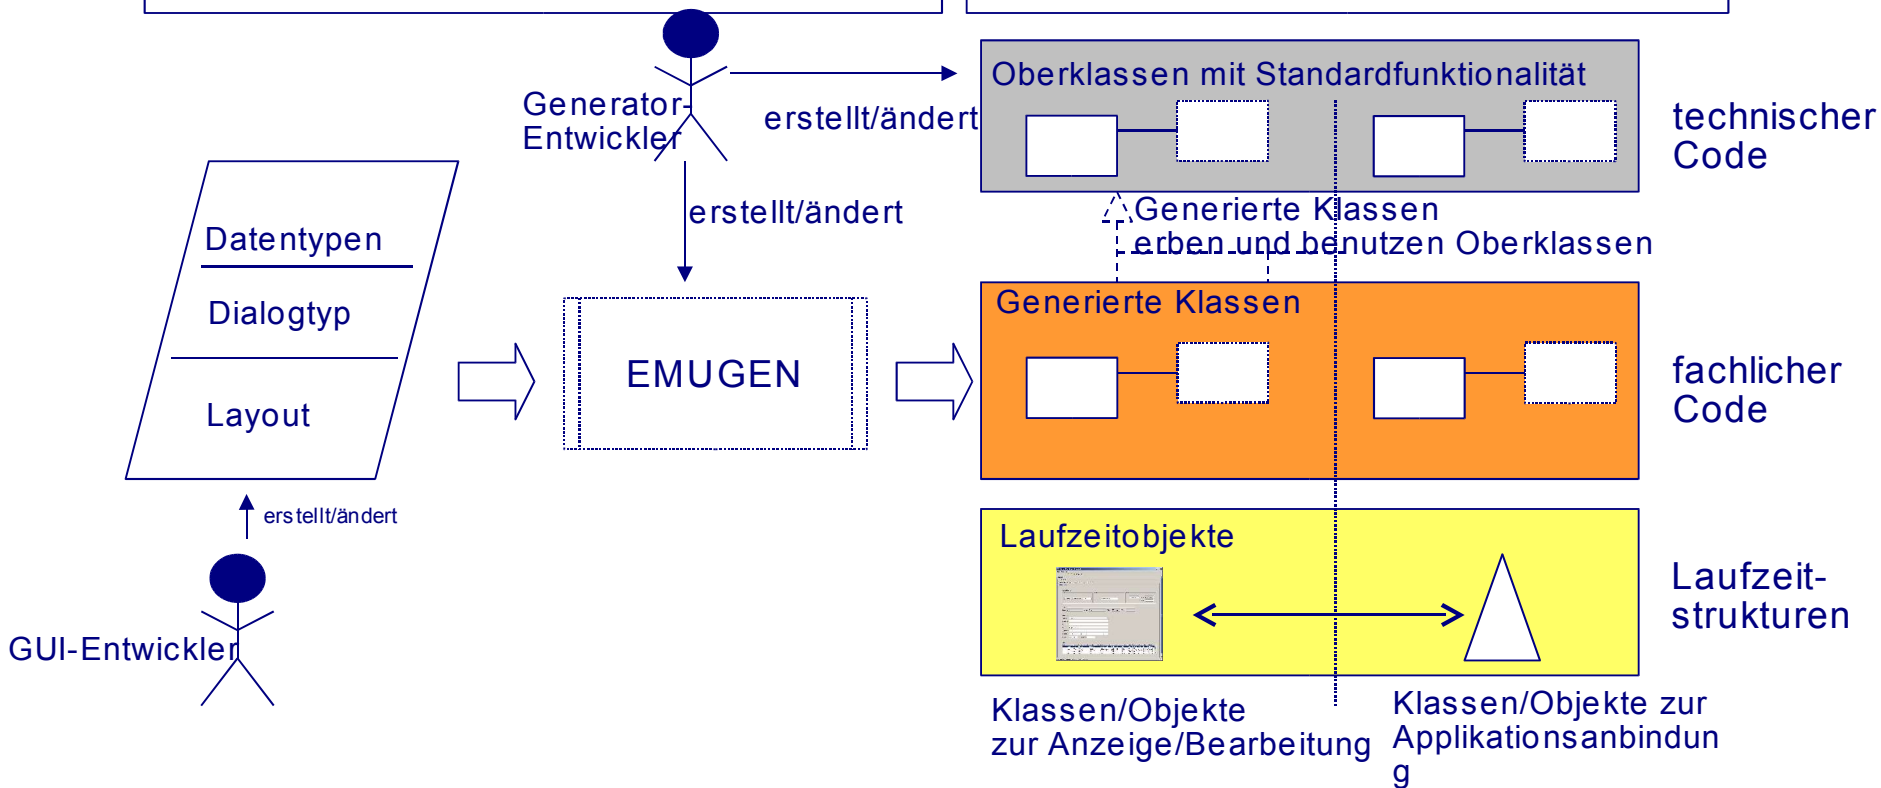 Oberklassen mit Standardfunktionalität
Generator-
Entwickler
erstellt/ändert
technischer
Code
erstellt/ändert
Generierte Klassen
erben und benutzen Oberklassen
Datentypen
Dialogtyp
Layout
EMUGEN
Generierte Klassen
fachlicher
Code
erstellt/ändert
GUI-Entwickler
Laufzeitobjekte
Laufzeit-
strukturen
Klassen/Objekte
zur Anzeige/Bearbeitung
Klassen/Objekte zur
Applikationsanbindun
g